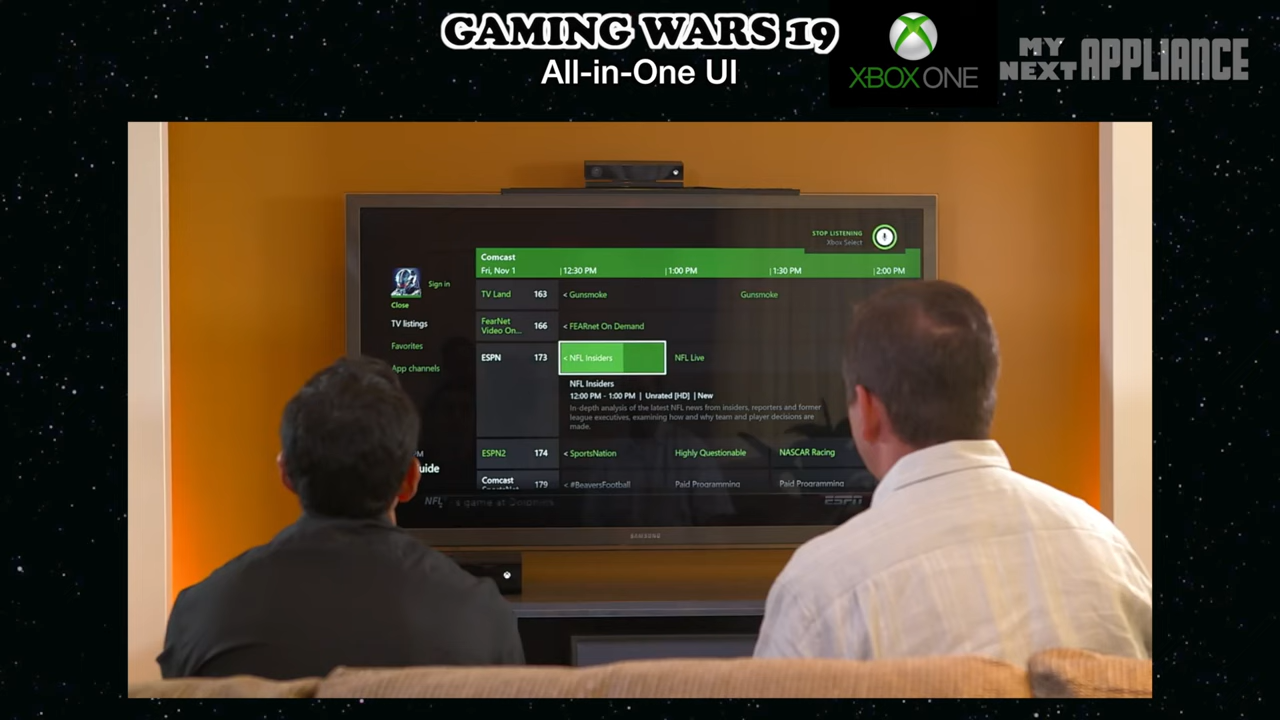 GAMING WARS 19
All-in-One UI
XBOX ONE
MY
NEXT APPLIANCE
STOP LISTENING
Xbox Select
Comcast
Fri, Nov 1 | 12:30 PM | 1:00 PM | 1:30 PM | 2:00 PM
Sign in
Close
TV listings
Favorites
App channels
TV Land 163 < Gunsmoke Gunsmoke
FearNet
Video On... 166 < FEARnet On Demand
ESPN 173 < NFL Insiders NFL Live
NFL Insiders
12:00 PM - 1:00 PM | Unrated [HD] | New
In-depth analysis of the latest NFL news from insiders, reporters and former
league executives, examining how and why team and player decisions are
made.
ESPN2 174 < SportsNation Highly Questionable NASCAR Racing
Comcast
179 < #BeaversFootball Paid Programming Paid Programming
uide
NFL
ESPN
SAMSUNG